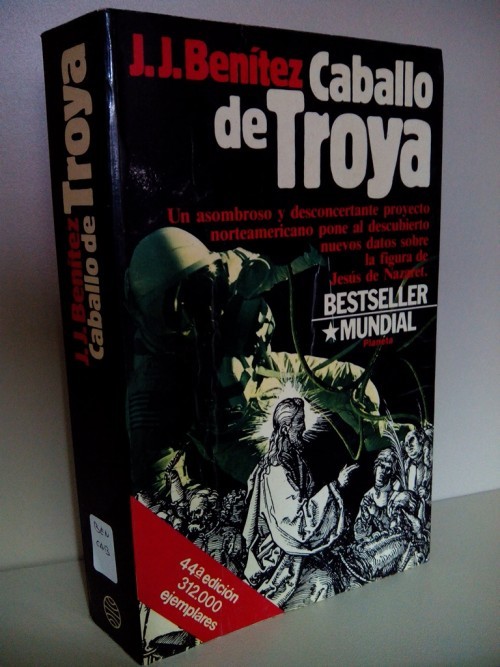 J.J. Benítez
Caballo de Troya
J.J. Benítez Caballo
de Troya
Un asombroso y desconcertante proyecto
norteamericano pone al descubierto
nuevos datos sobre
la figura de
Jesús de Nazaret.
BESTSELLER
MUNDIAL
Planeta
44ª edición
312.000
ejemplares